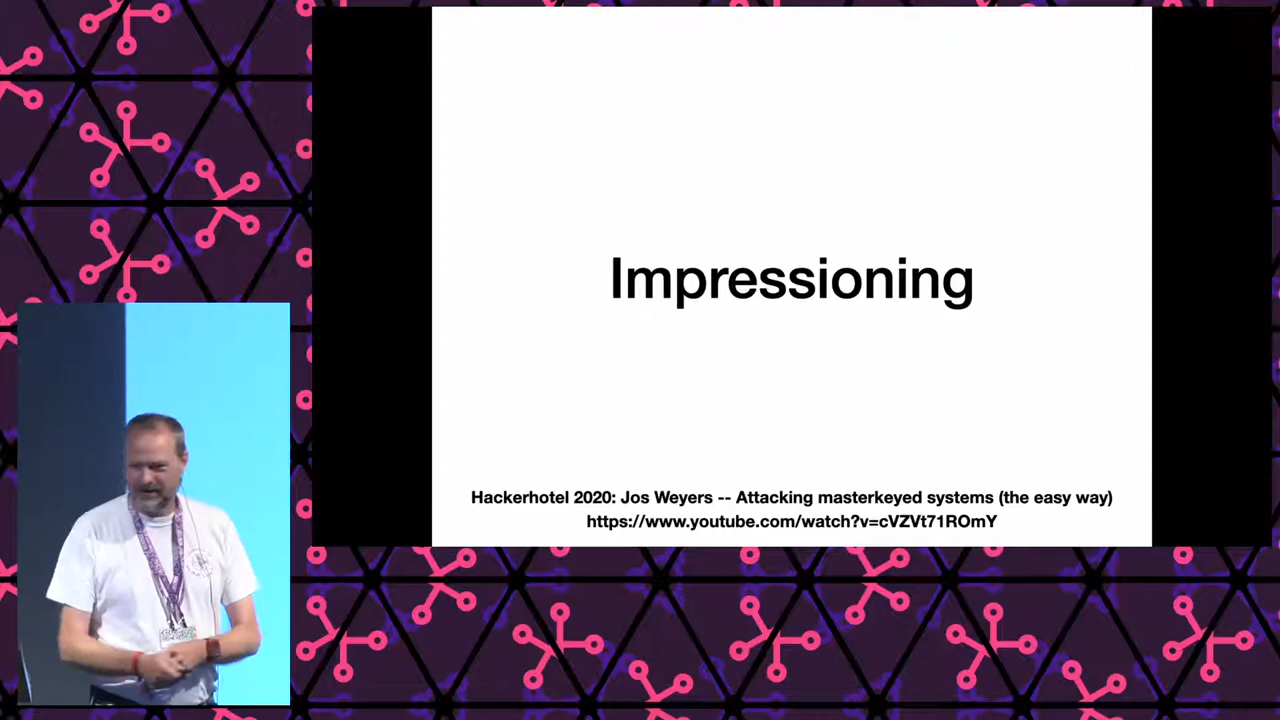 Impressioning
Hackerhotel 2020: Jos Weyers -- Attacking masterkeyed systems (the easy way)
https://www.youtube.com/watch?v=cVZVt71ROmY